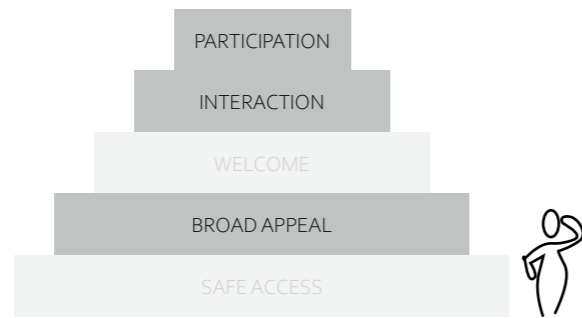 PARTICIPATION
INTERACTION
WELCOME
BROAD APPEAL
SAFE ACCESS